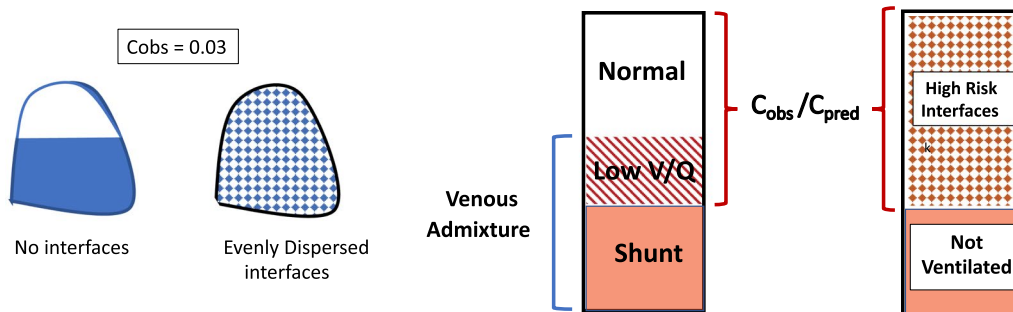 Cobs = 0.03
No interfaces
Evenly Dispersed
interfaces
Venous
Admixture
Normal
Low V/Q
Shunt
Cobs/Cpred
High Risk
Interfaces
k
Not
Ventilated